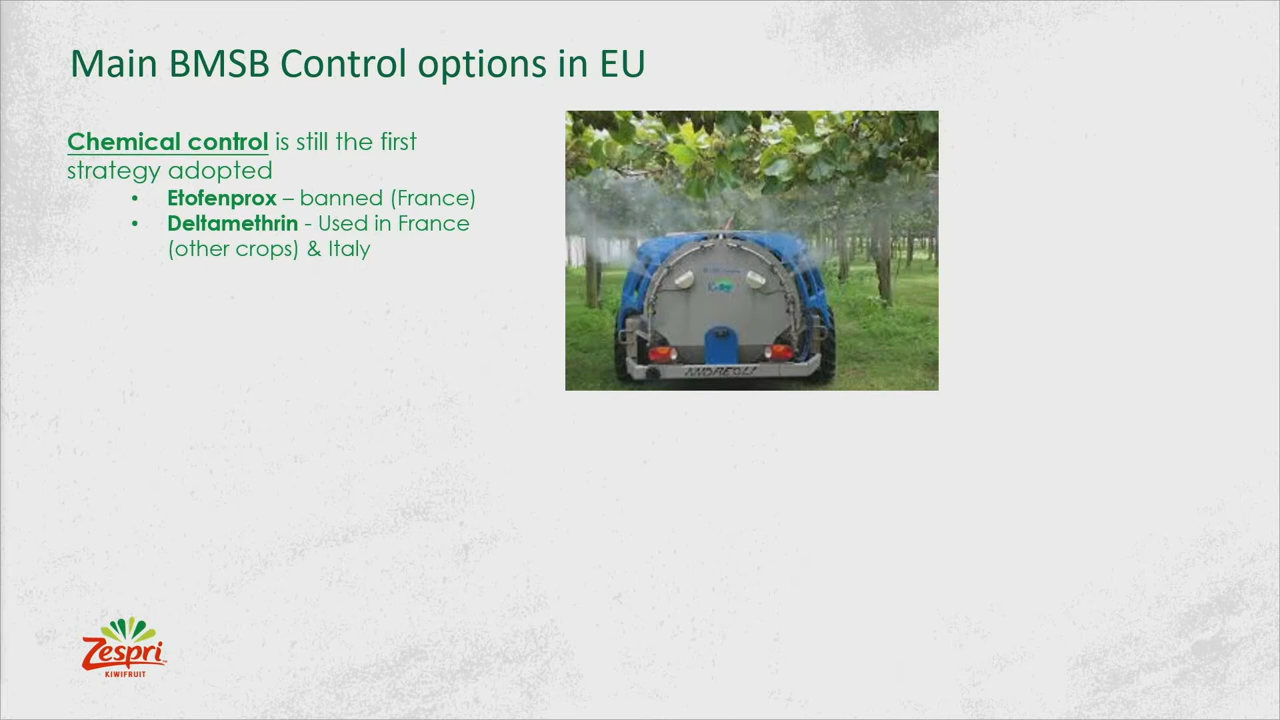 Main BMSB Control options in EU
Chemical control is still the first
strategy adopted
• Etofenprox – banned (France)
• Deltamethrin - Used in France
(other crops) & Italy
ANDREOLI
Zespri
KIWIFRUIT